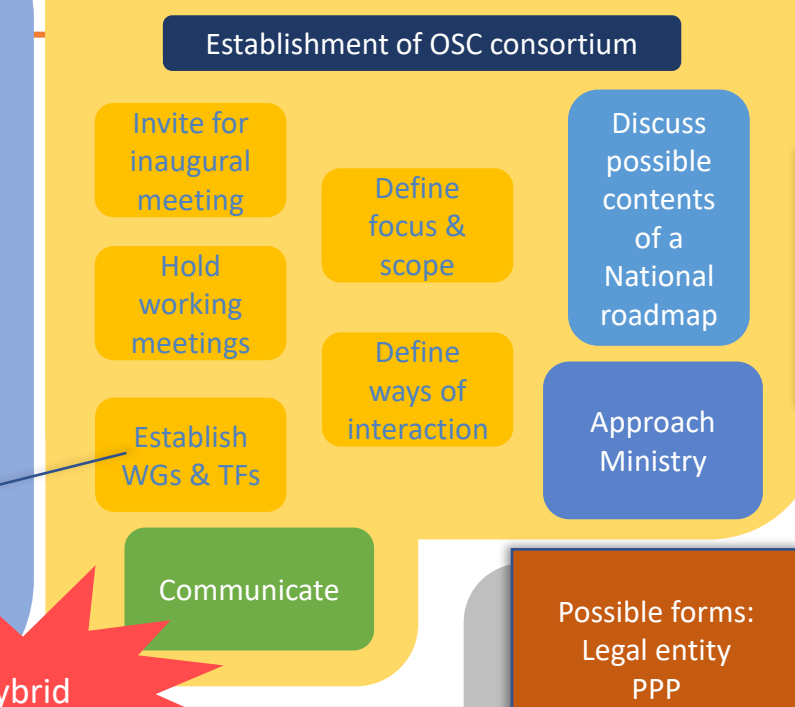 Establishment of OSC consortium
Invite for
inaugural
meeting
Hold
working
meetings
Establish
WGs & TFs
Define
focus &
scope
Define
ways of
interaction
Discuss
possible
contents
of a
National
roadmap
Approach
Ministry
Communicate
Possible forms:
Legal entity
PPP